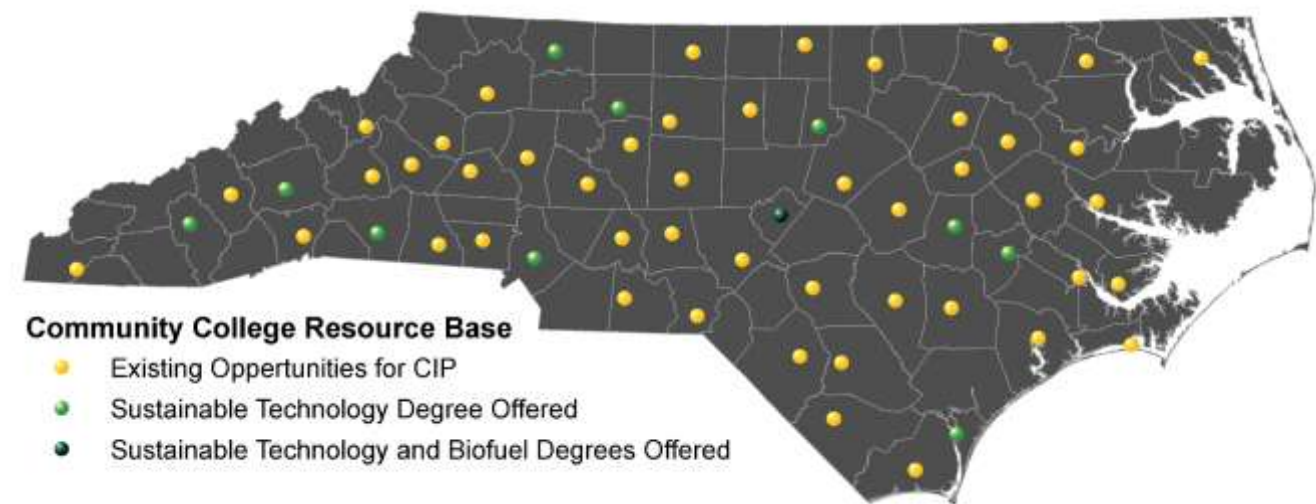 Community College Resource Base
Existing Oppertunities for CIP
Sustainable Technology Degree Offered
Sustainable Technology and Biofuel Degrees Offered